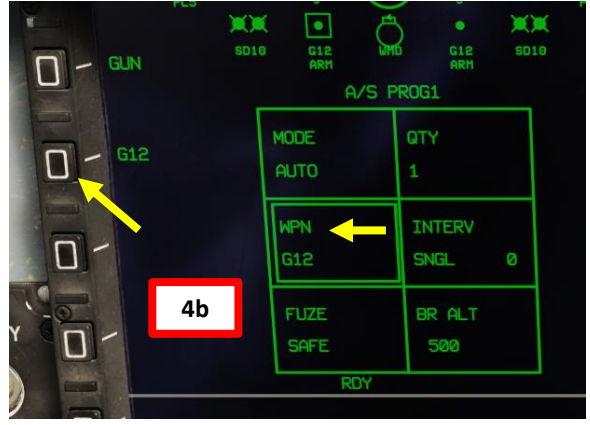 PLS
SD10 G12 ARM WMD G12 ARM SD10
GUN
A/S PROG1
G12
MODE QTY
AUTO 1
WPN INTERV
G12 SNGL 0
4b
FUZE BR ALT
SAFE 500
Y
RDY